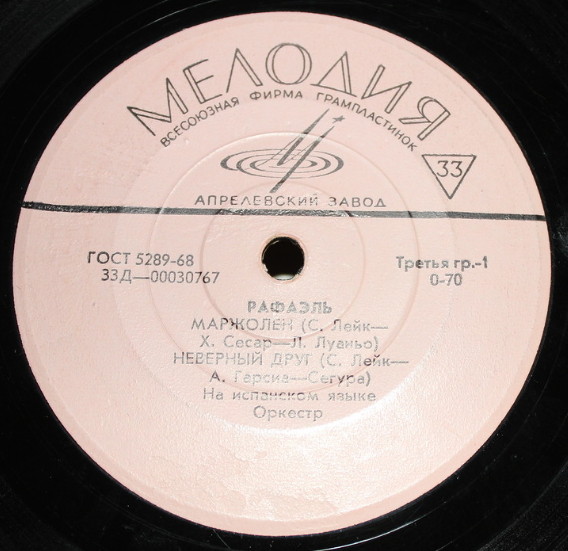 МЕЛОДИЯ
ВСЕСОЮЗНАЯ ФИРМА ГРАМПЛАСТИНОК
33
АПРЕЛЕВСКИЙ ЗАВОД
ГОСТ 5289-68
33Д—00030767
Третья гр.-1
0-70
РАФАЭЛЬ
МАРЖОЛЕН (С. Лейк—
Х. Сесар—Л. Луаньо)
НЕВЕРНЫЙ ДРУГ (С. Лейк—
А. Гарсиа—Сегура)
На испанском языке
Оркестр